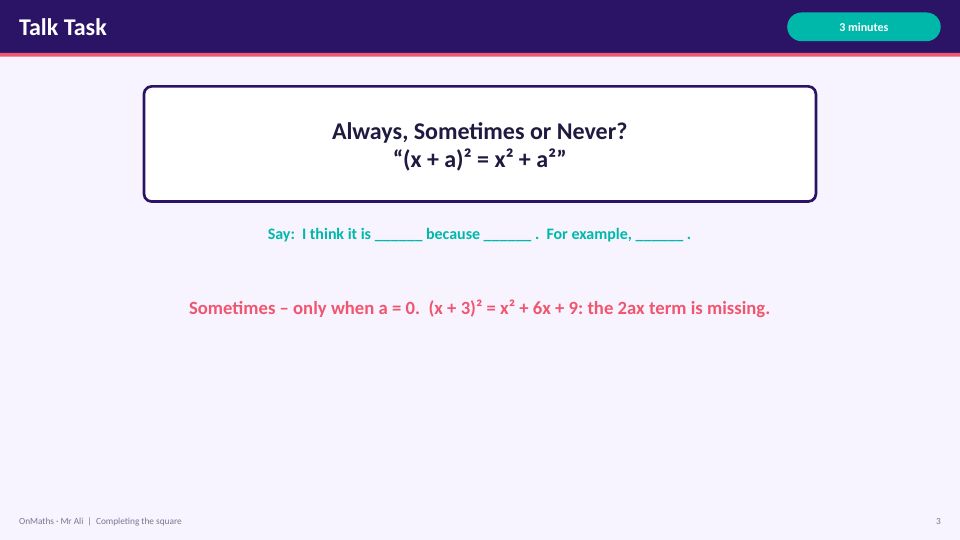 Talk Task
3 minutes
Always, Sometimes or Never?
“(x + a)² = x² + a²”
Say:  I think it is ______ because ______ .  For example, ______ .
Sometimes – only when a = 0.  (x + 3)² = x² + 6x + 9: the 2ax term is missing.
OnMaths - Mr Ali  |  Completing the square
3